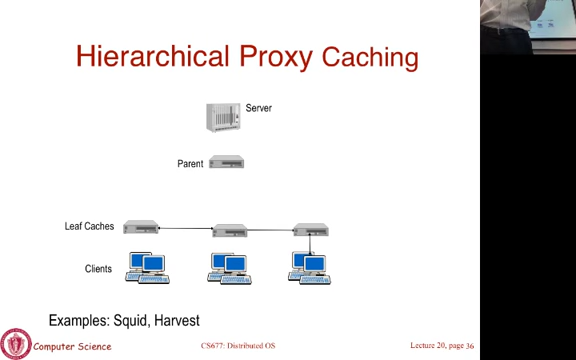 Hierarchical Proxy Caching
Server
Parent
Leaf Caches
Clients
Examples: Squid, Harvest
Computer Science
CS677: Distributed OS
Lecture 20, page 36